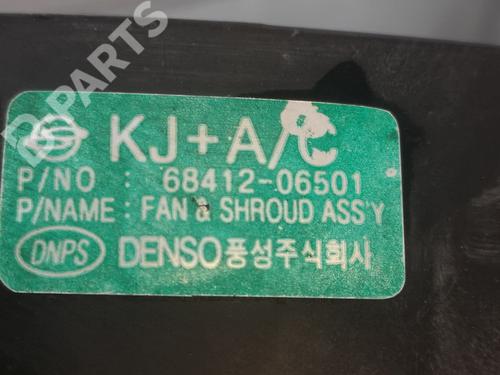 B-PARTS
KJ+A/C
P/NO : 68412-06501
P/NAME : FAN & SHROUD ASS'Y
DNPS DENSO풍성주식회사